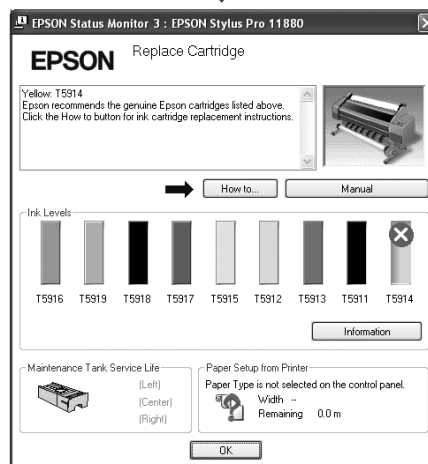 EPSON Status Monitor 3 : EPSON Stylus Pro 11880
EPSON
Replace Cartridge
Yellow: T5914
Epson recommends the genuine Epson cartridges listed above.
Click the How to button for ink cartridge replacement instructions.
How to...
Manual
Ink Levels
T5916 T5919 T5918 T5917 T5915 T5912 T5913 T5911 T5914
Information
Maintenance Tank Service Life
(Left)
(Center)
(Right)
Paper Setup from Printer
Paper Type is not selected on the control panel.
Width --
Remaining 0.0 m
OK